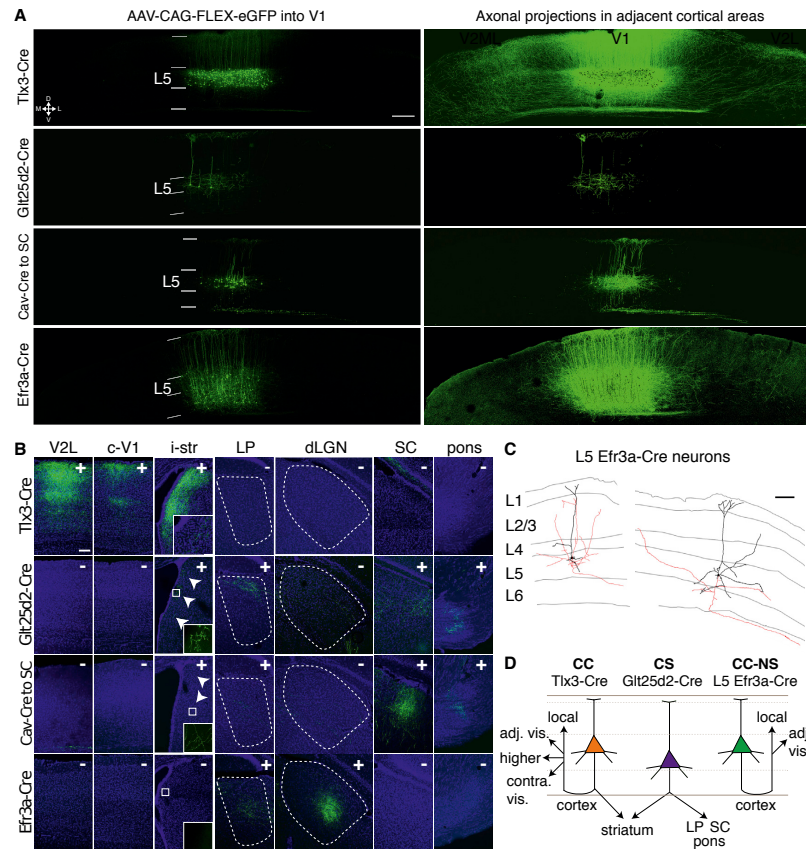 A
AAV-CAG-FLEX-eGFP into V1
Axonal projections in adjacent cortical areas
Tlx3-Cre
L5
D
M L
V
V2ML
V1
V2L
Glt25d2-Cre
L5
Cav-Cre to SC
L5
Efr3a-Cre
L5
B
V2L c-V1 i-str LP dLGN SC pons
Tlx3-Cre
+ + + - - - -
Glt25d2-Cre
- - + + - + +
Cav-Cre to SC
- - + + - + +
Efr3a-Cre
- - - + + - -
C
L5 Efr3a-Cre neurons
L1
L2/3
L4
L5
L6
D
CC CS CC-NS
Tlx3-Cre Glt25d2-Cre L5 Efr3a-Cre
local local
adj. vis. adj.
higher vis.
contra.
vis.
cortex cortex
striatum LP SC
pons